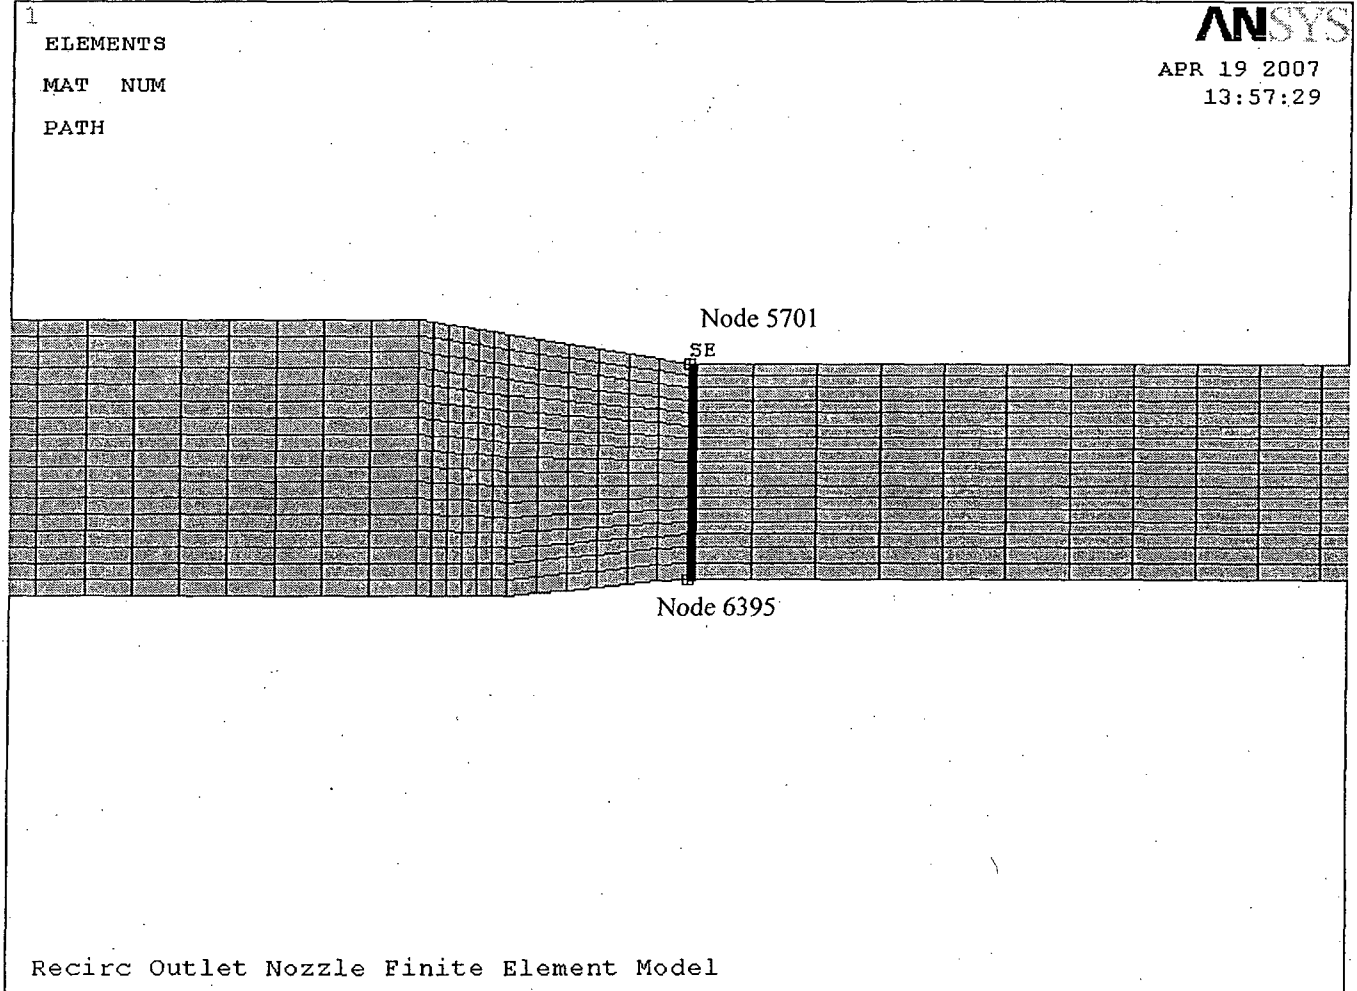 1
ELEMENTS
MAT NUM
PATH
ANSYS
APR 19 2007
13:57:29
Node 5701
SE
Node 6395
Recirc Outlet Nozzle Finite Element Model